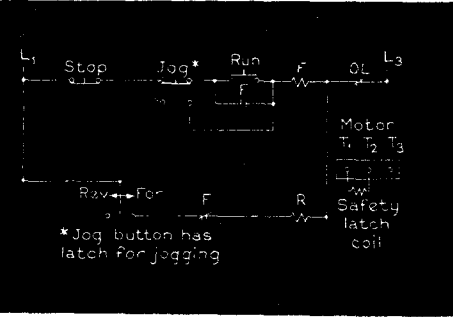 L1 Stop Jog* Run F OL L3
F
Motor
T1 T2 T3
Rev For F R
Safety
latch
coil
*Jog button has
latch for jogging